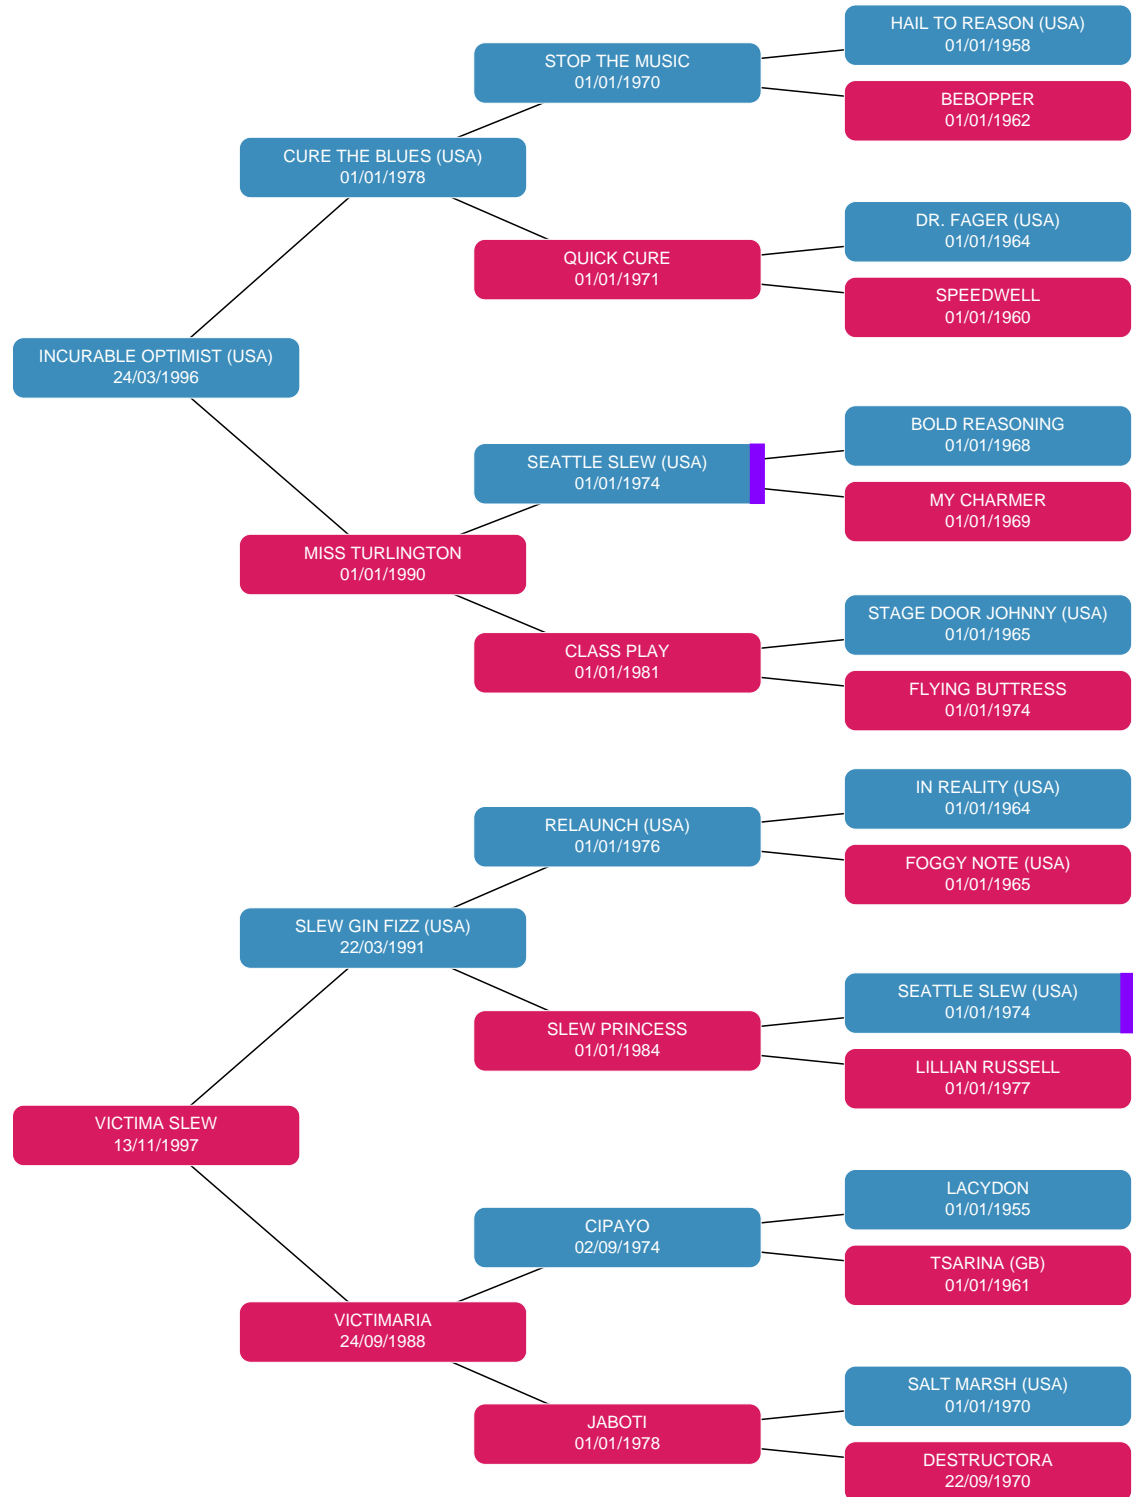 HAIL TO REASON (USA)
01/01/1958
STOP THE MUSIC
01/01/1970
BEBOPPER
01/01/1962
CURE THE BLUES (USA)
01/01/1978
DR. FAGER (USA)
01/01/1964
QUICK CURE
01/01/1971
SPEEDWELL
01/01/1960
INCURABLE OPTIMIST (USA)
24/03/1996
BOLD REASONING
01/01/1968
SEATTLE SLEW (USA)
01/01/1974
MY CHARMER
01/01/1969
MISS TURLINGTON
01/01/1990
STAGE DOOR JOHNNY (USA)
01/01/1965
CLASS PLAY
01/01/1981
FLYING BUTTRESS
01/01/1974
IN REALITY (USA)
01/01/1964
RELAUNCH (USA)
01/01/1976
FOGGY NOTE (USA)
01/01/1965
SLEW GIN FIZZ (USA)
22/03/1991
SEATTLE SLEW (USA)
01/01/1974
SLEW PRINCESS
01/01/1984
LILLIAN RUSSELL
01/01/1977
VICTIMA SLEW
13/11/1997
LACYDON
01/01/1955
CIPAYO
02/09/1974
TSARINA (GB)
01/01/1961
VICTIMARIA
24/09/1988
SALT MARSH (USA)
01/01/1970
JABOTI
01/01/1978
DESTRUCTORA
22/09/1970